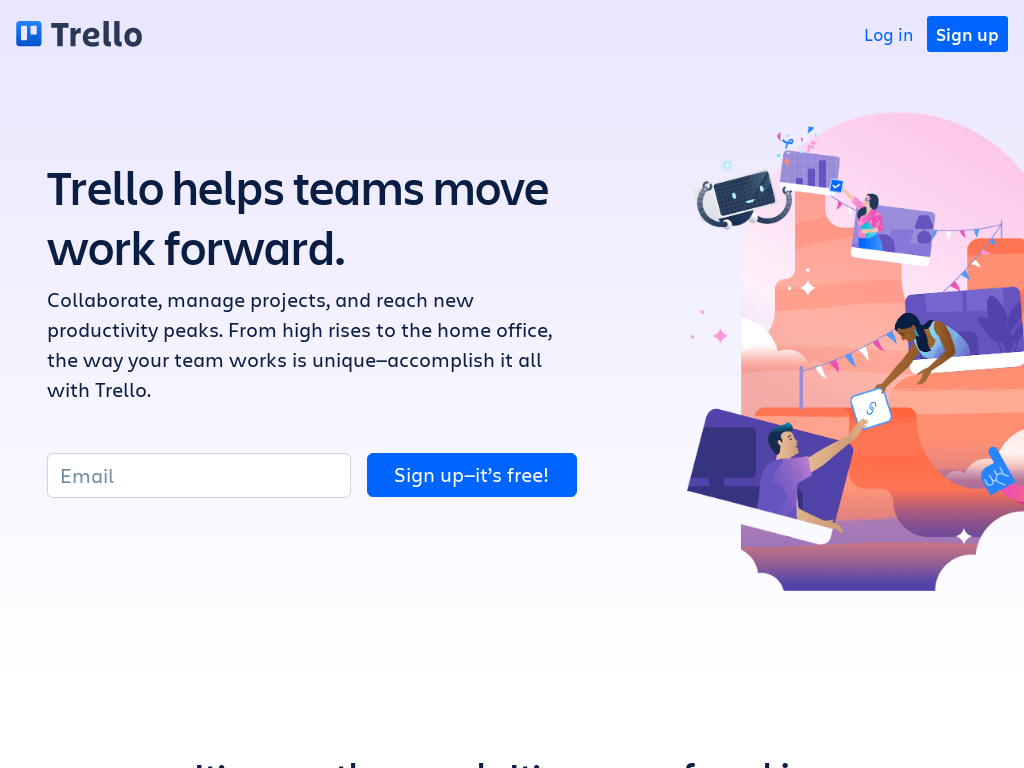 Trello
Log in
Sign up
Trello helps teams move
work forward.
Collaborate, manage projects, and reach new
productivity peaks. From high rises to the home office,
the way your team works is unique—accomplish it all
with Trello.
Email
Sign up—it’s free!